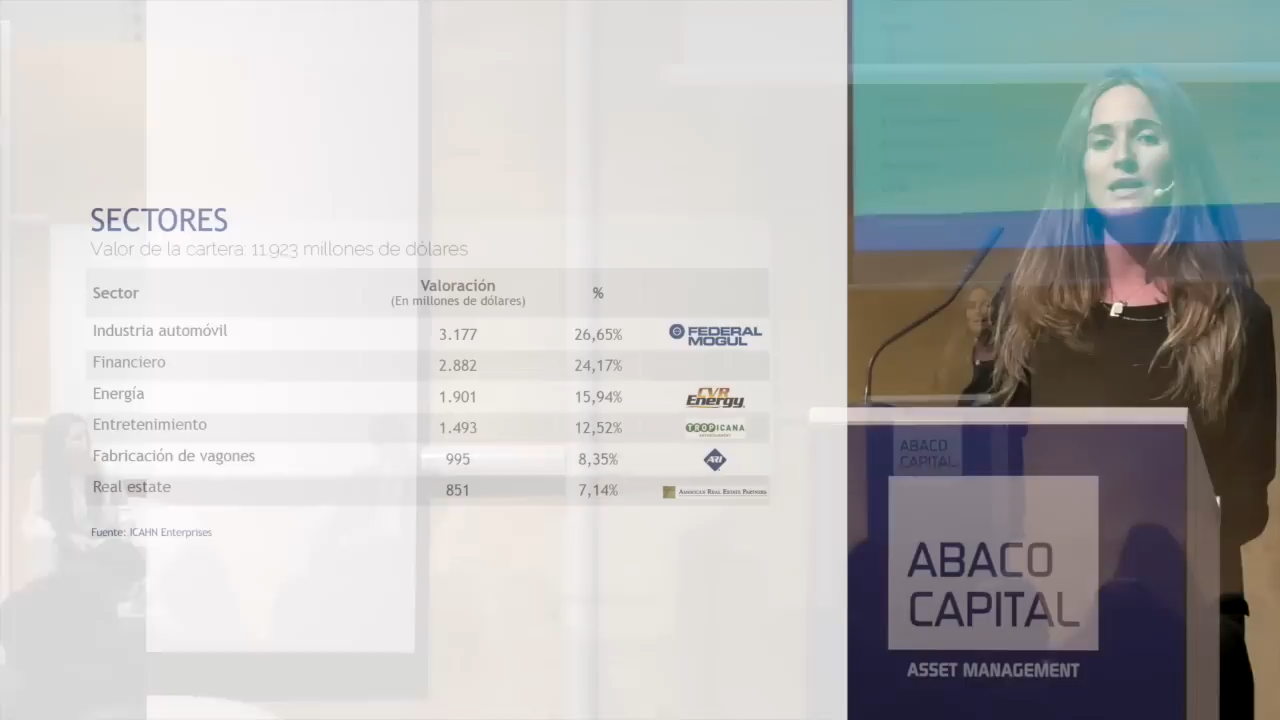 SECTORES
Valor de la cartera: 11.923 millones de dólares
Sector Valoración %
(En millones de dólares)
Industria automóvil 3.177 26,65% FEDERAL
MOGUL
Financiero 2.882 24,17%
Energía 1.901 15,94% CVR
Energy
Entretenimiento 1.493 12,52% TROPICANA
ENTERTAINMENT
Fabricación de vagones 995 8,35% ARI
Real estate 851 7,14% AMERICAN REAL ESTATE PARTNERS
Fuente: ICAHN Enterprises
ABACO
CAPITAL
ABACO
CAPITAL
ASSET MANAGEMENT